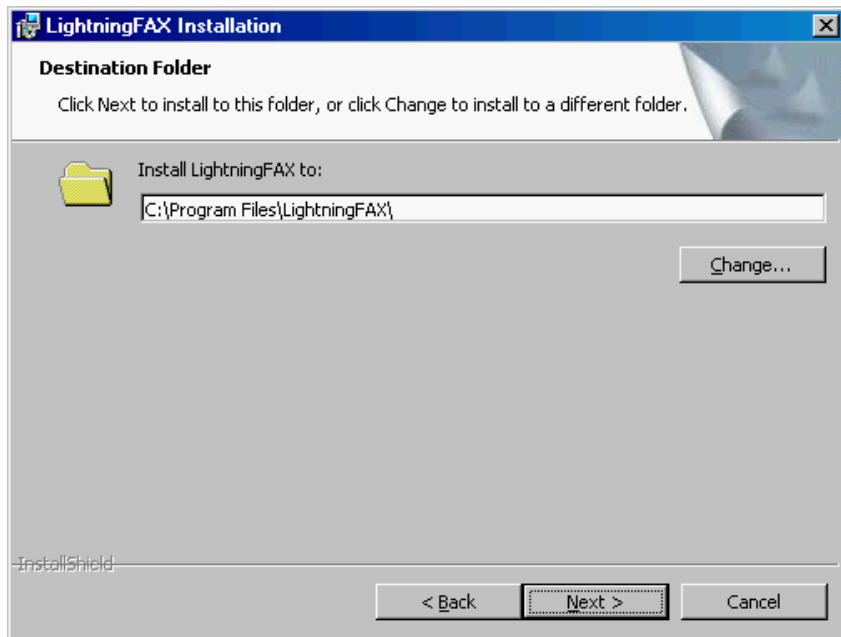 LightningFAX Installation
Destination Folder
Click Next to install to this folder, or click Change to install to a different folder.
Install LightningFAX to:
C:\Program Files\LightningFAX\
Change...
InstallShield
< Back
Next >
Cancel